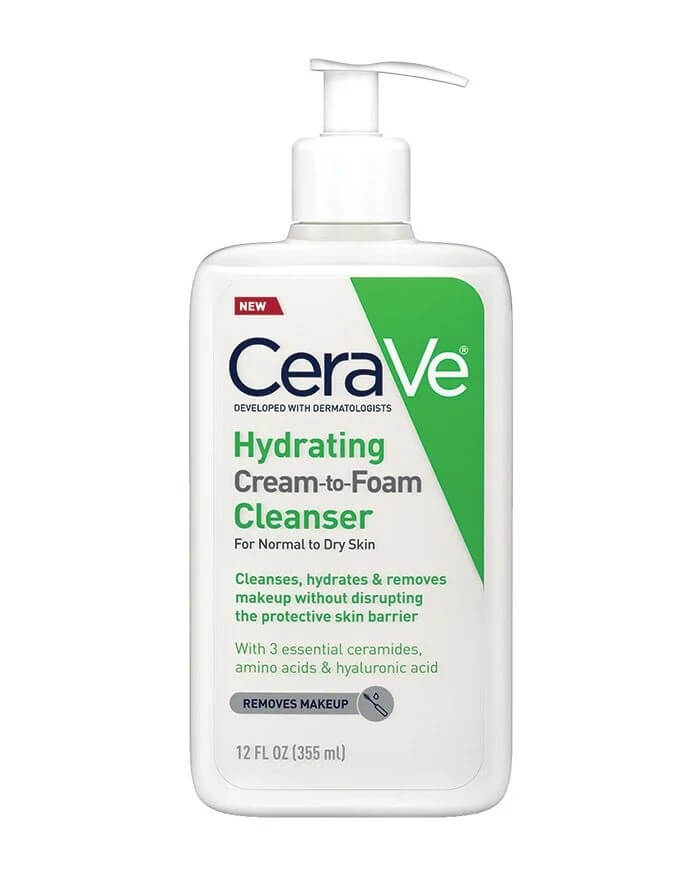 NEW
CeraVe®
DEVELOPED WITH DERMATOLOGISTS
Hydrating
Cream-to-Foam
Cleanser
For Normal to Dry Skin
Cleanses, hydrates & removes
makeup without disrupting
the protective skin barrier
With 3 essential ceramides,
amino acids & hyaluronic acid
REMOVES MAKEUP
12 FL OZ (355 ml)